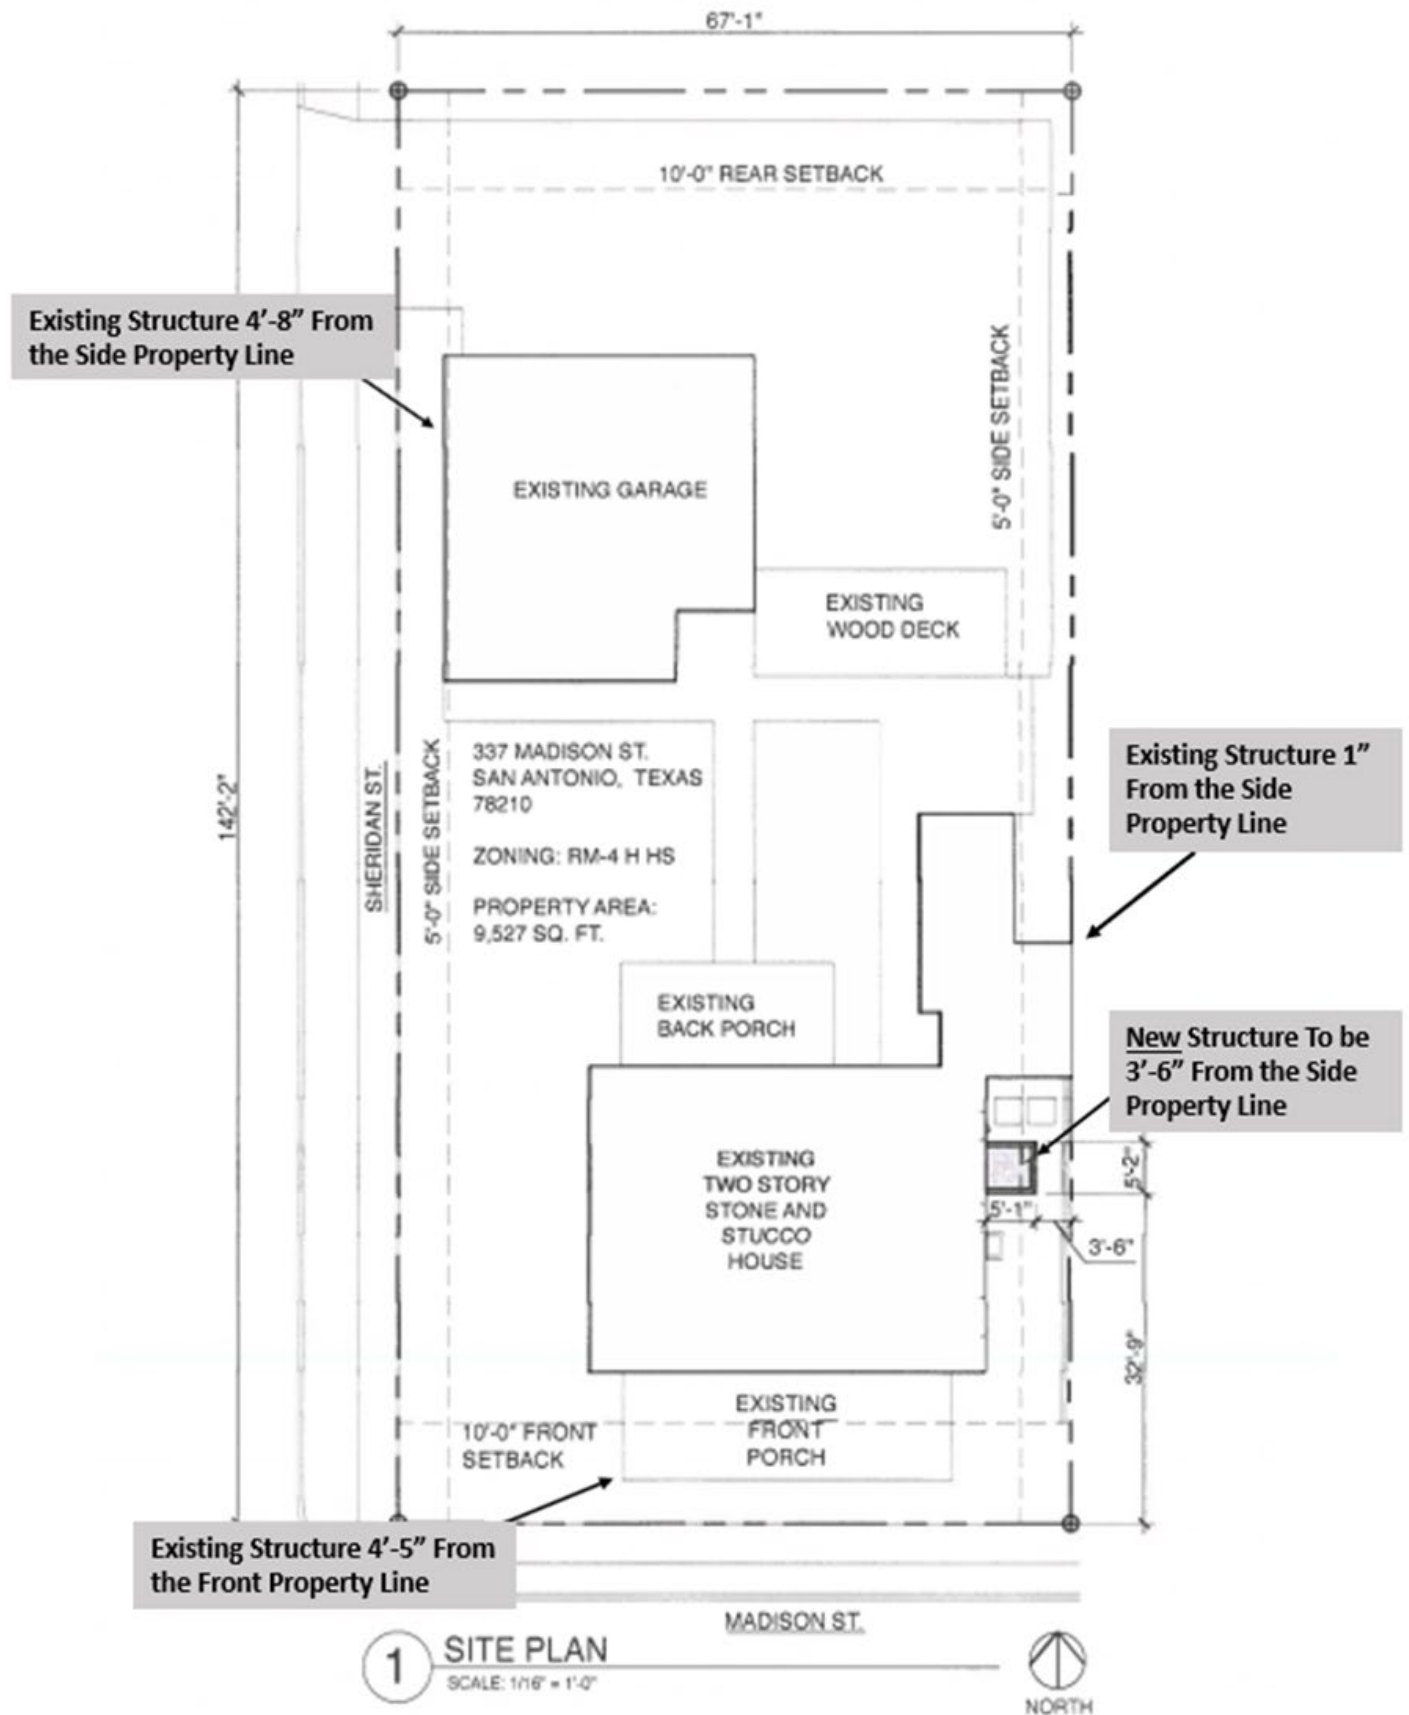 67'-1"
10'-0" REAR SETBACK
Existing Structure 4’-8” From
the Side Property Line
5'-0" SIDE SETBACK
EXISTING GARAGE
EXISTING
WOOD DECK
142'-2"
SHERIDAN ST.
5'-0" SIDE SETBACK
337 MADISON ST.
SAN ANTONIO, TEXAS
78210
ZONING: RM-4 H HS
PROPERTY AREA:
9,527 SQ. FT.
Existing Structure 1”
From the Side
Property Line
EXISTING
BACK PORCH
New Structure To be
3’-6” From the Side
Property Line
EXISTING
TWO STORY
STONE AND
STUCCO
HOUSE
5'-2"
5'-1"
3'-6"
32'-9"
EXISTING
FRONT
PORCH
10'-0" FRONT
SETBACK
Existing Structure 4’-5” From
the Front Property Line
MADISON ST.
1
SITE PLAN
SCALE: 1/16" = 1'-0"
NORTH